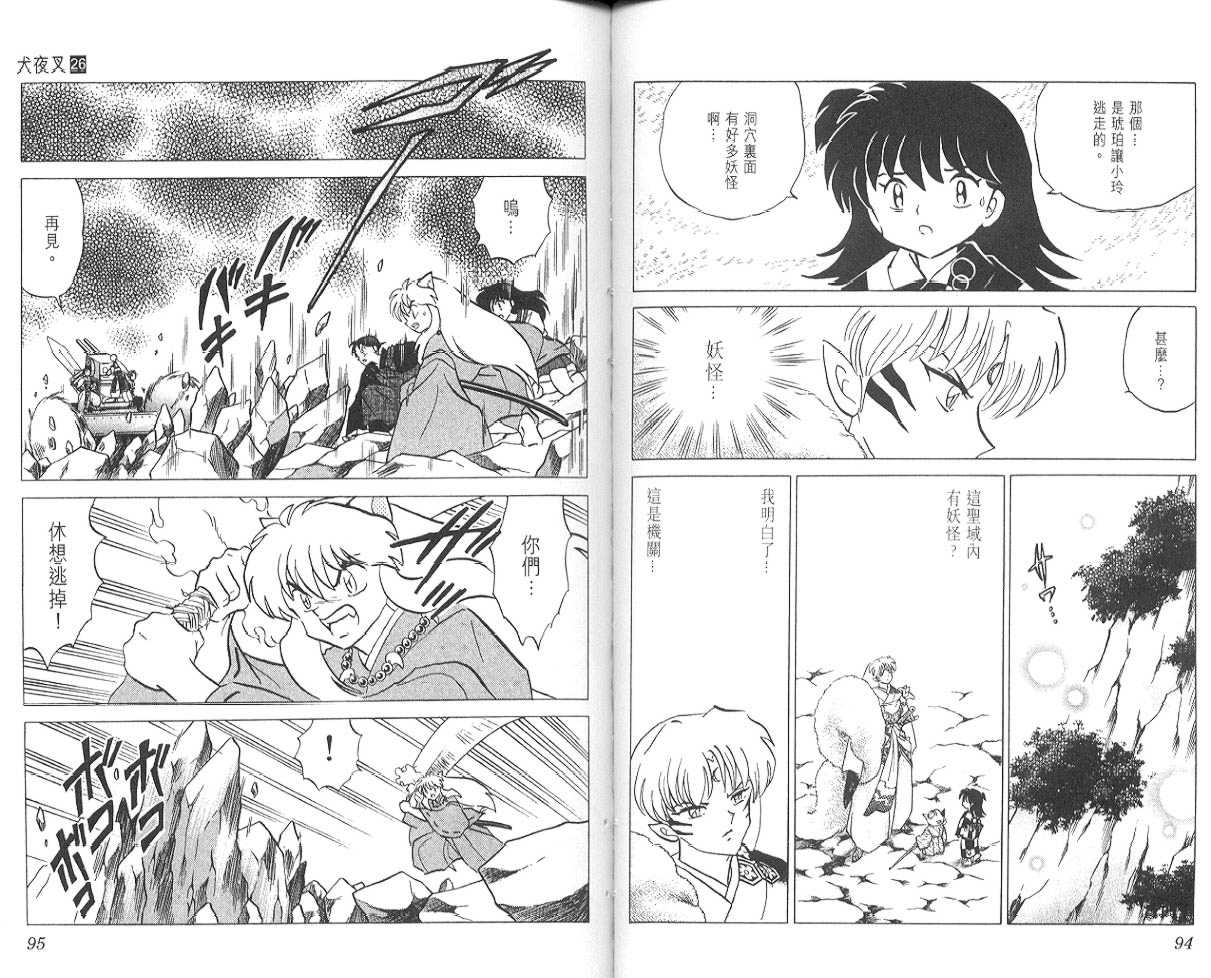 那個…
是琥珀讓小玲
逃走的。
洞穴裏面
有好多妖怪
啊…
甚麼…?
妖怪…
サァ…
這聖域內
有妖怪?
我明白了…
這是機關…
94
犬夜叉 26
嗚…
バキ
バキ
再見。
你們…
休想逃掉!
!
ボコ
ボコ
ボコ
95